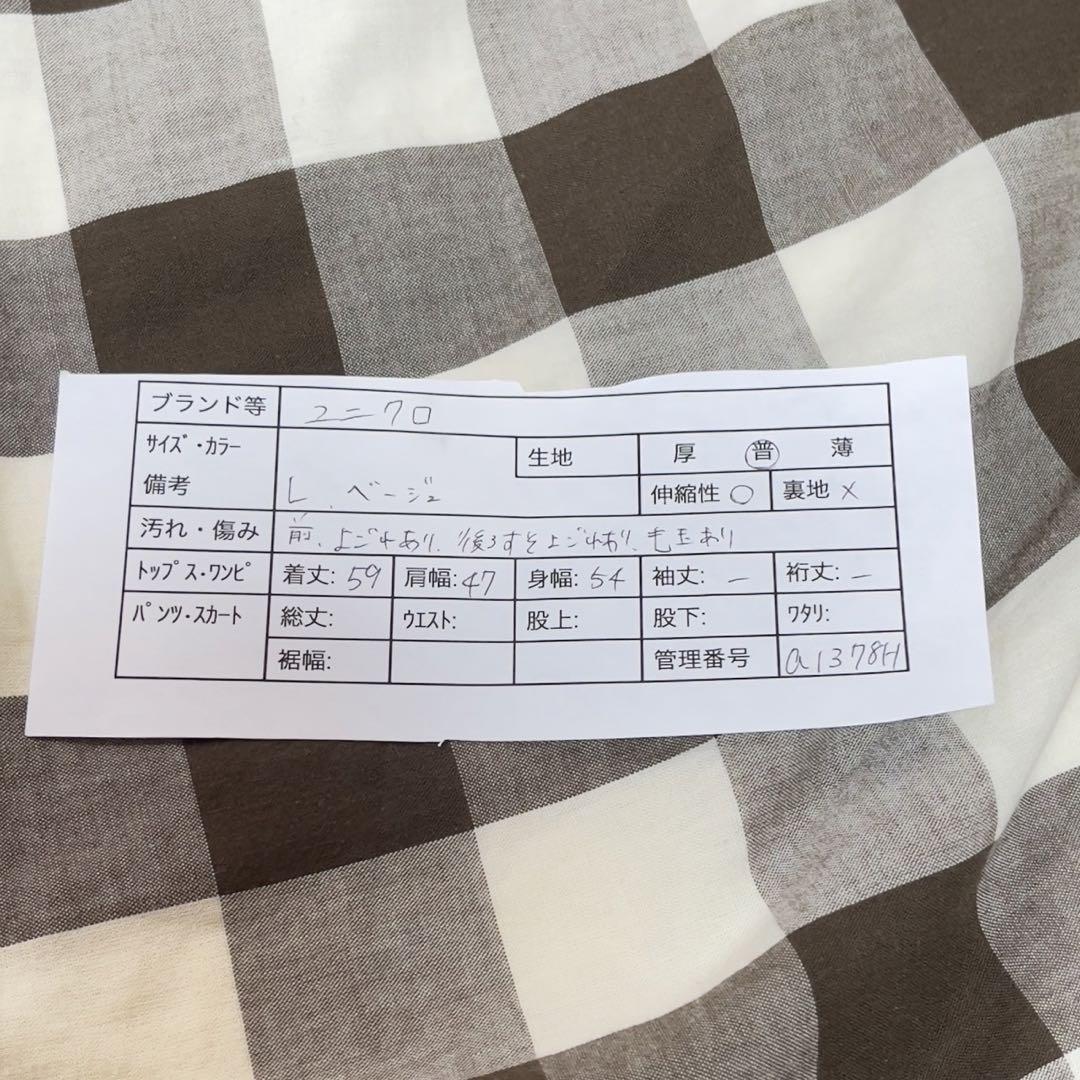 ブランド等 ユニクロ
サイズ・カラー 生地 厚 普 薄
備考 L、ベージュ 伸縮性 ○ 裏地 ×
汚れ・傷み 前、よごれあり、後ろすそよごれあり、毛玉あり
トップス・ワンピ 着丈: 59 肩幅: 47 身幅: 54 袖丈: − 裄丈: −
パンツ・スカート 総丈: ウエスト: 股上: 股下: ワタリ:
裾幅: 管理番号 a1378H